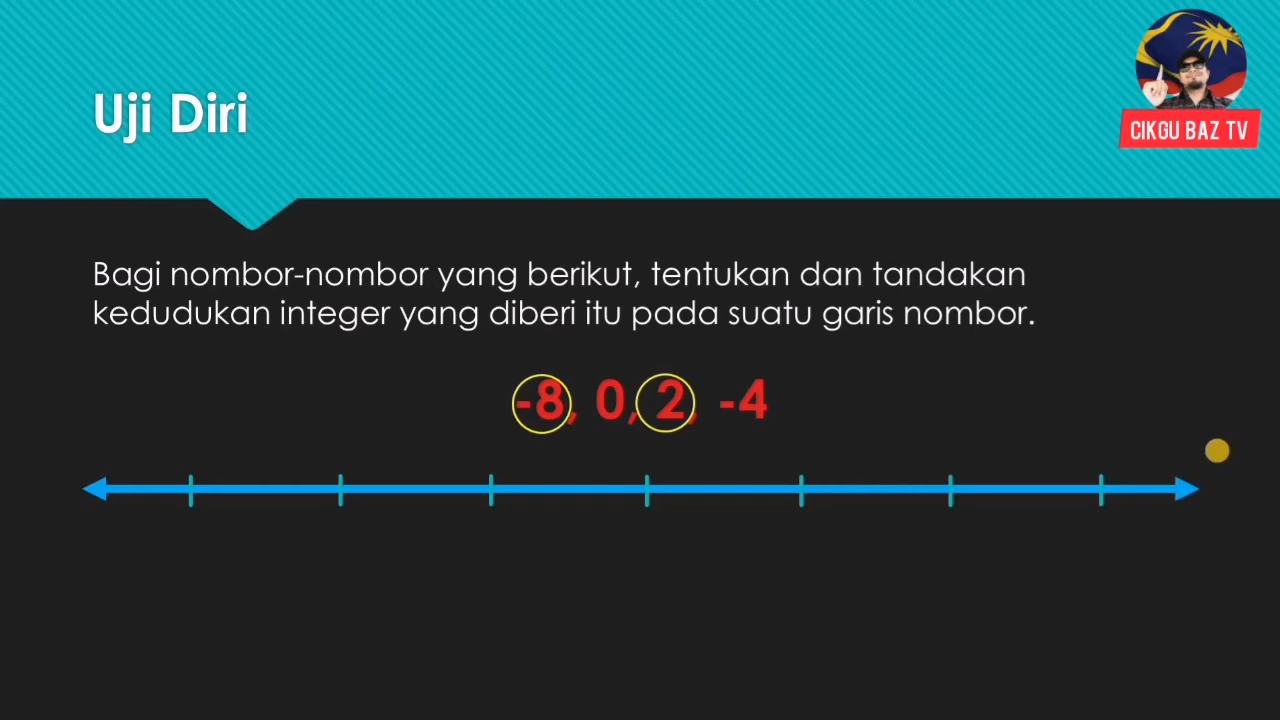 Uji Diri
CIKGU BAZ TV
Bagi nombor-nombor yang berikut, tentukan dan tandakan
kedudukan integer yang diberi itu pada suatu garis nombor.
-8, 0, 2, -4